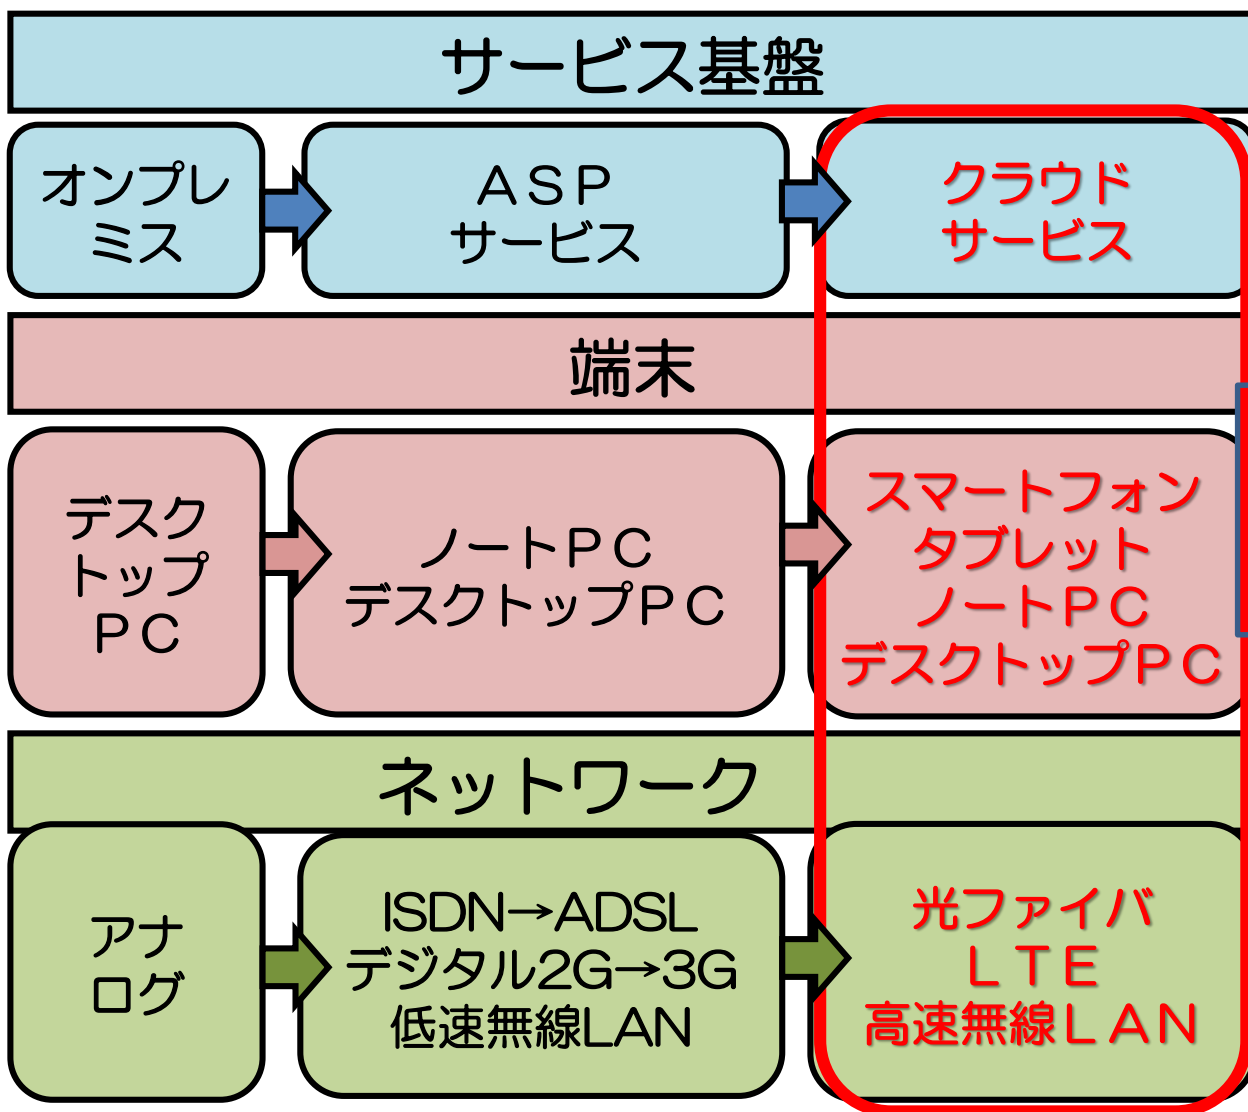 サービス基盤
オンプレ
ミス
ＡＳＰ
サービス
クラウド
サービス
端末
デスク
トップ
ＰＣ
ノートＰＣ
デスクトップＰＣ
スマートフォン
タブレット
ノートＰＣ
デスクトップＰＣ
ネットワーク
アナ
ログ
ISDN→ADSL
デジタル2G→3G
低速無線LAN
光ファイバ
ＬＴＥ
高速無線ＬＡＮ